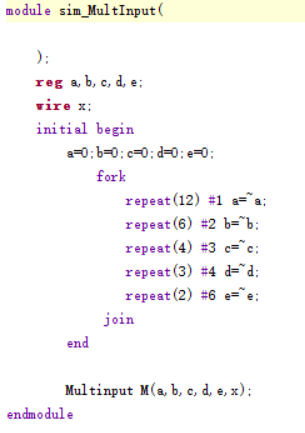 module sim_MultInput(
);
reg a,b,c,d,e;
wire x;
initial begin
a=0;b=0;c=0;d=0;e=0;
fork
repeat(12) #1 a=~a;
repeat(6) #2 b=~b;
repeat(4) #3 c=~c;
repeat(3) #4 d=~d;
repeat(2) #6 e=~e;
join
end
Multinput M(a,b,c,d,e,x);
endmodule